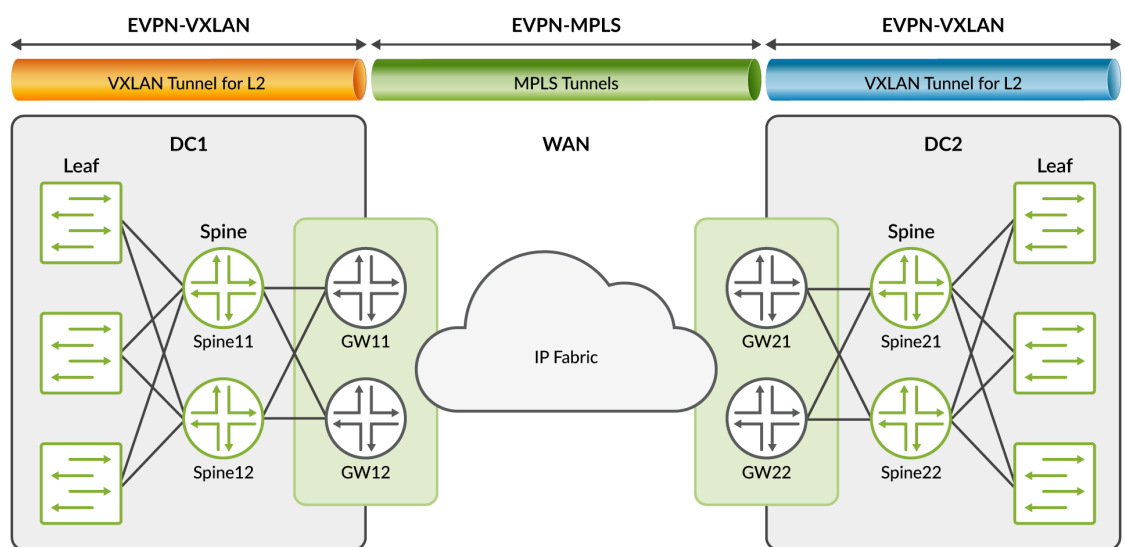 EVPN-VXLAN
EVPN-MPLS
EVPN-VXLAN
VXLAN Tunnel for L2
MPLS Tunnels
VXLAN Tunnel for L2
DC1
WAN
DC2
Leaf
Leaf
Spine
Spine
Spine11
GW11
GW21
Spine21
IP Fabric
Spine12
GW12
GW22
Spine22